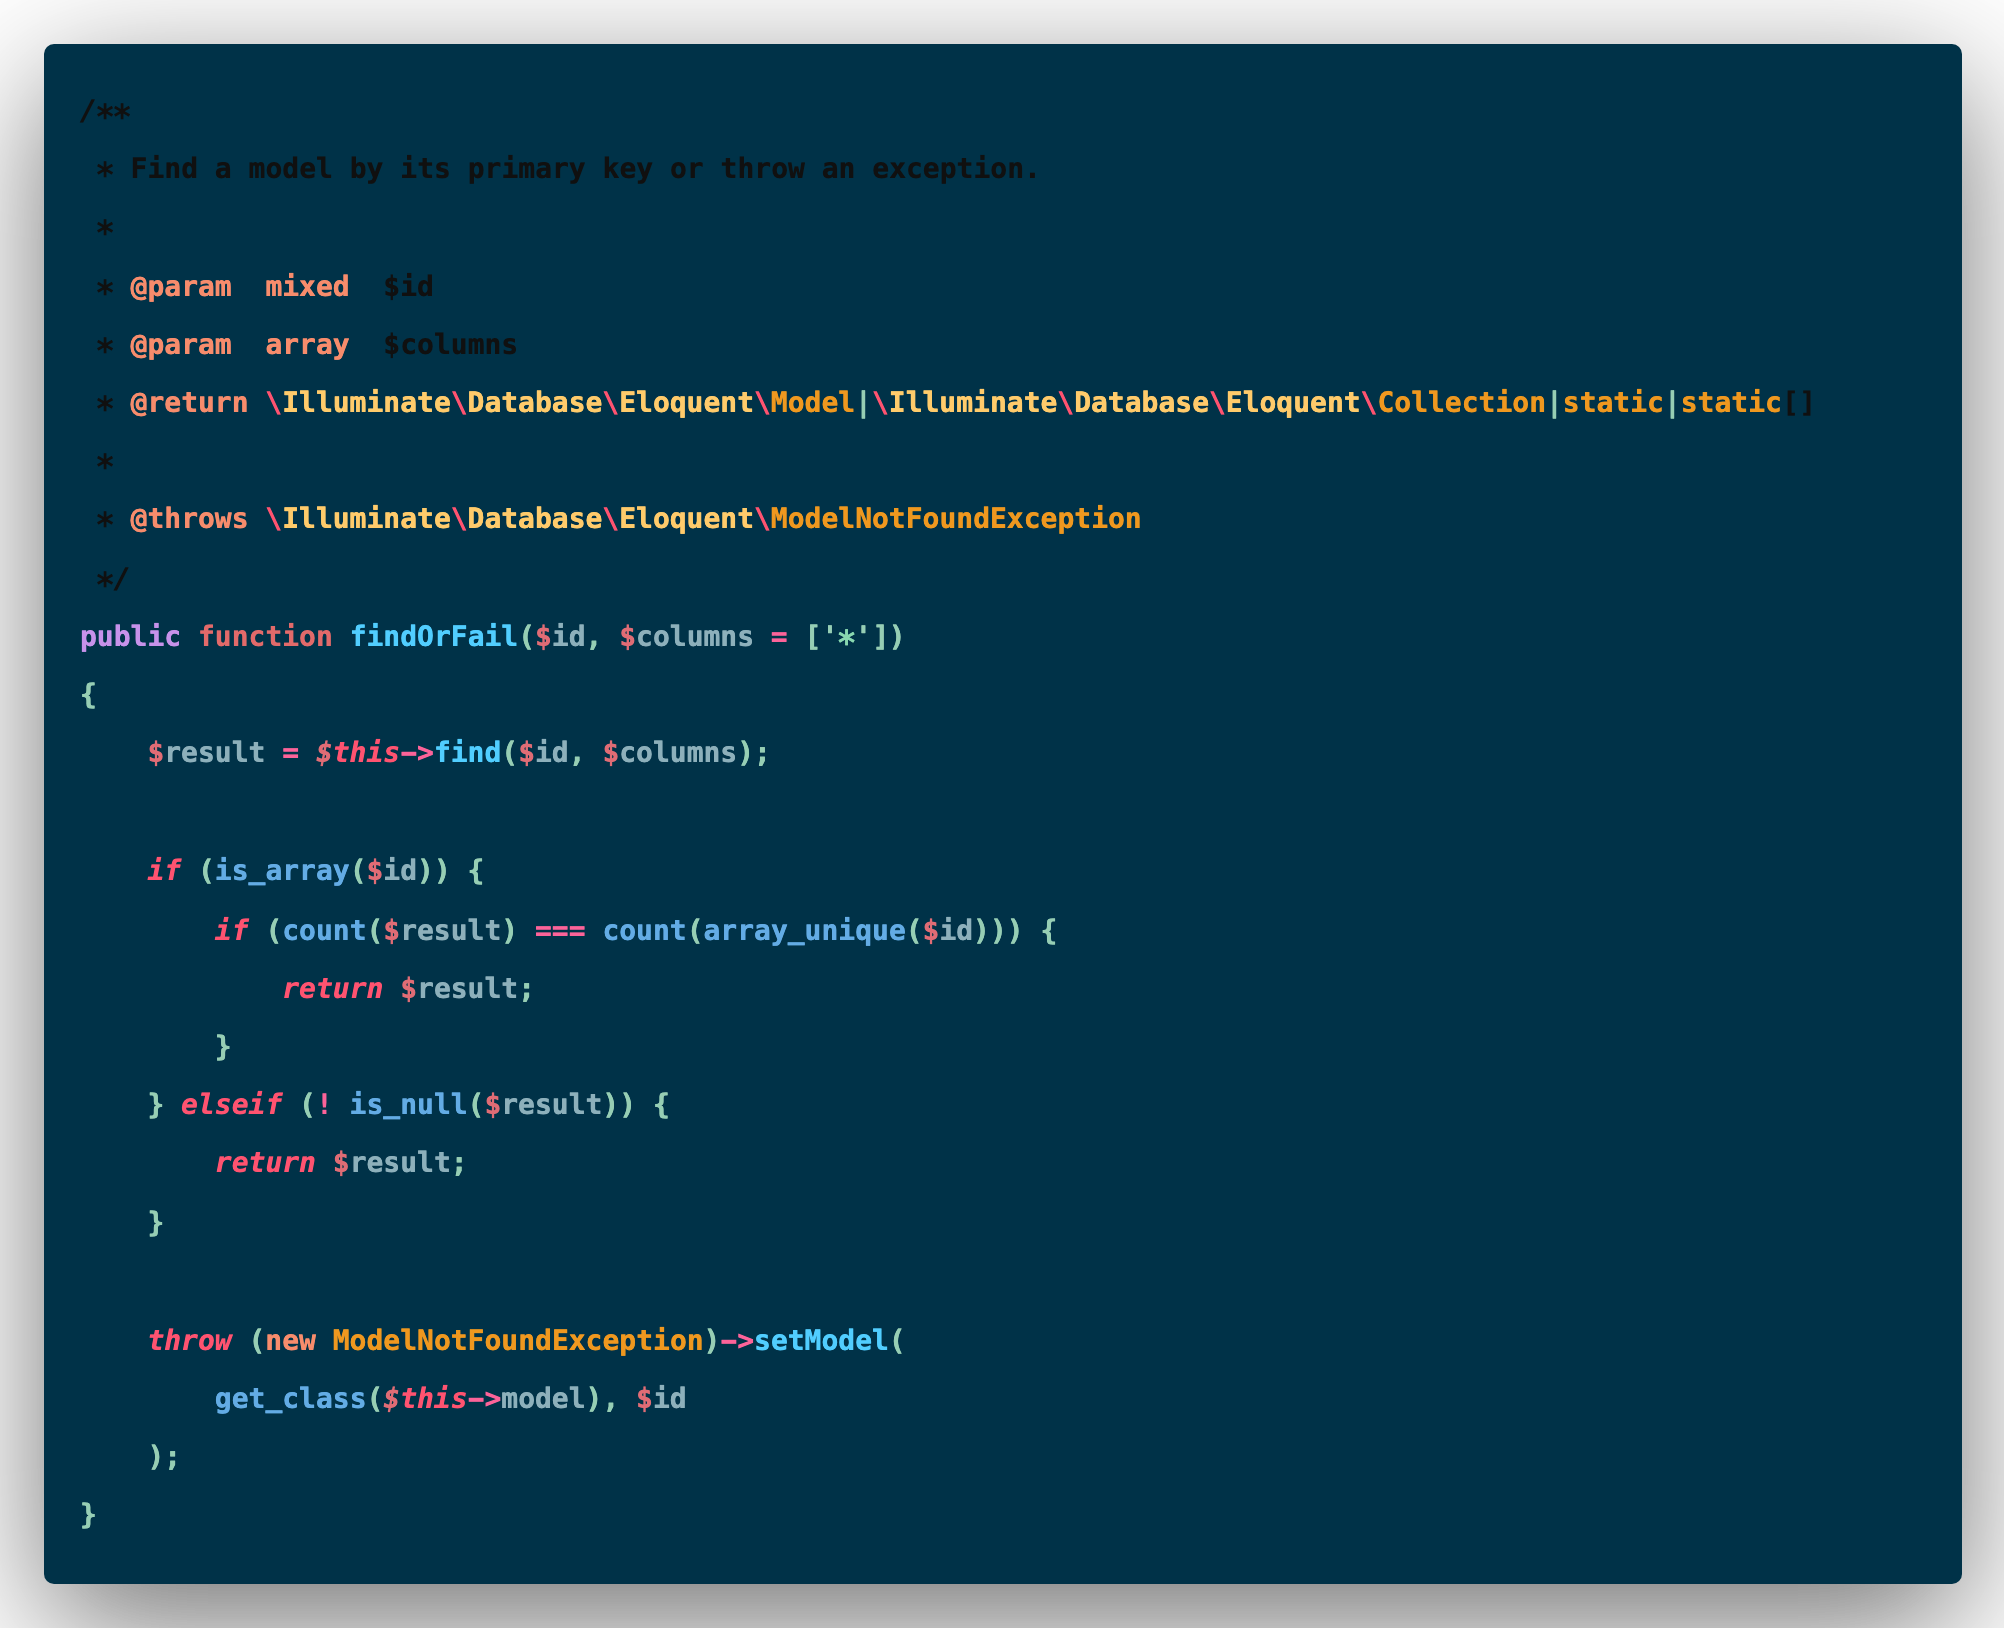 /**
 * Find a model by its primary key or throw an exception.
 *
 * @param  mixed  $id
 * @param  array  $columns
 * @return \Illuminate\Database\Eloquent\Model|\Illuminate\Database\Eloquent\Collection|static|static[]
 *
 * @throws \Illuminate\Database\Eloquent\ModelNotFoundException
 */
public function findOrFail($id, $columns = ['*'])
{
    $result = $this->find($id, $columns);

    if (is_array($id)) {
        if (count($result) === count(array_unique($id))) {
            return $result;
        }
    } elseif (! is_null($result)) {
        return $result;
    }

    throw (new ModelNotFoundException)->setModel(
        get_class($this->model), $id
    );
}